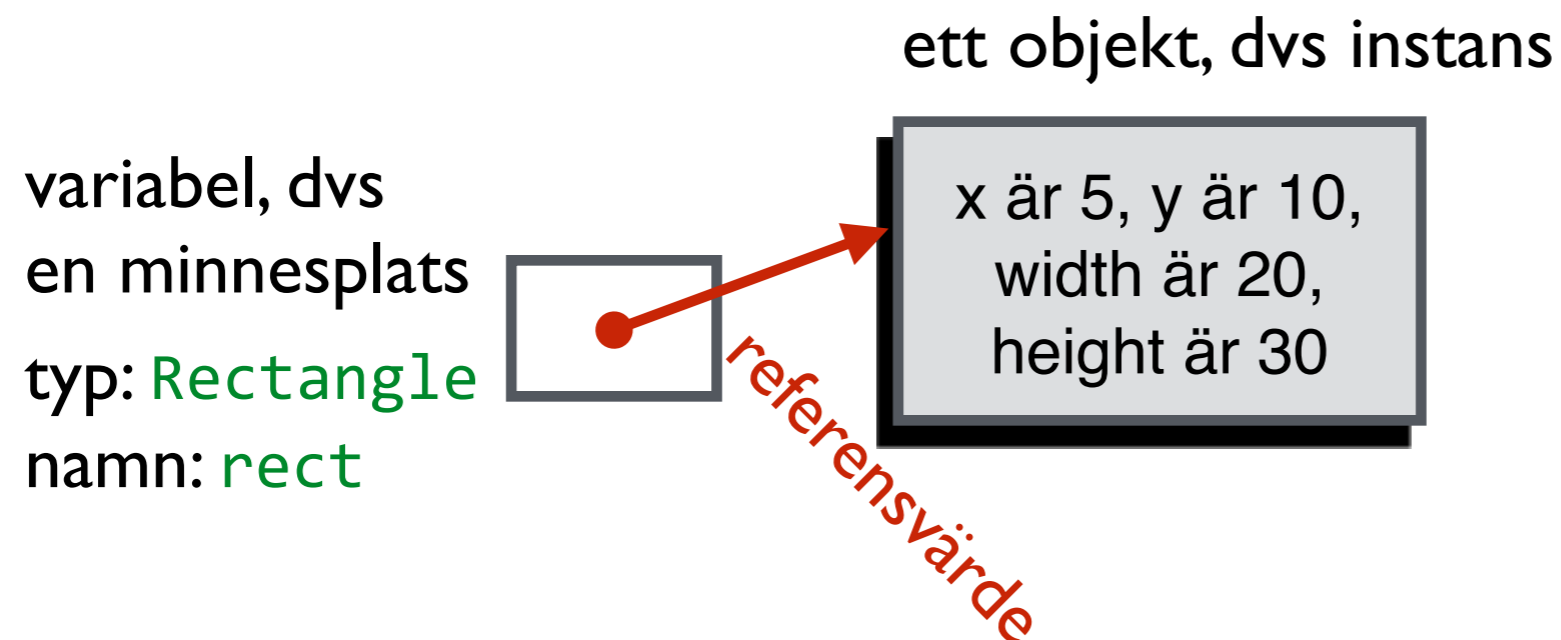 ett objekt, dvs instans
variabel, dvs
en minnesplats
typ: Rectangle
namn: rect
referensvärde
x är 5, y är 10,
width är 20,
height är 30